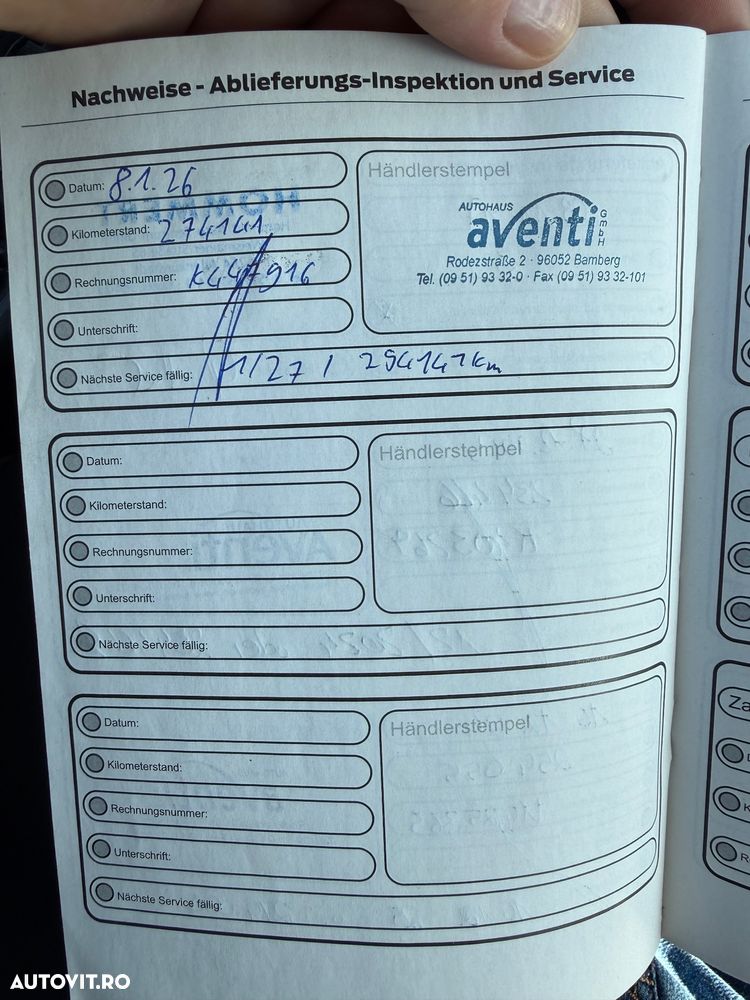 Nachweise - Ablieferungs-Inspektion und Service
Datum: 8.1.26
Kilometerstand: 274141
Rechnungsnummer: K447916
Unterschrift:
Nächste Service fällig: 1/27 / 294141km
Händlerstempel
AUTOHAUS
aventi GmbH
Rodezstraße 2 · 96052 Bamberg
Tel. (09 51) 93 32-0 · Fax (09 51) 93 32-101
Datum:
Kilometerstand:
Rechnungsnummer:
Unterschrift:
Nächste Service fällig:
Händlerstempel
Datum:
Kilometerstand:
Rechnungsnummer:
Unterschrift:
Nächste Service fällig:
Händlerstempel
Za
K
R
AUTOVIT.RO